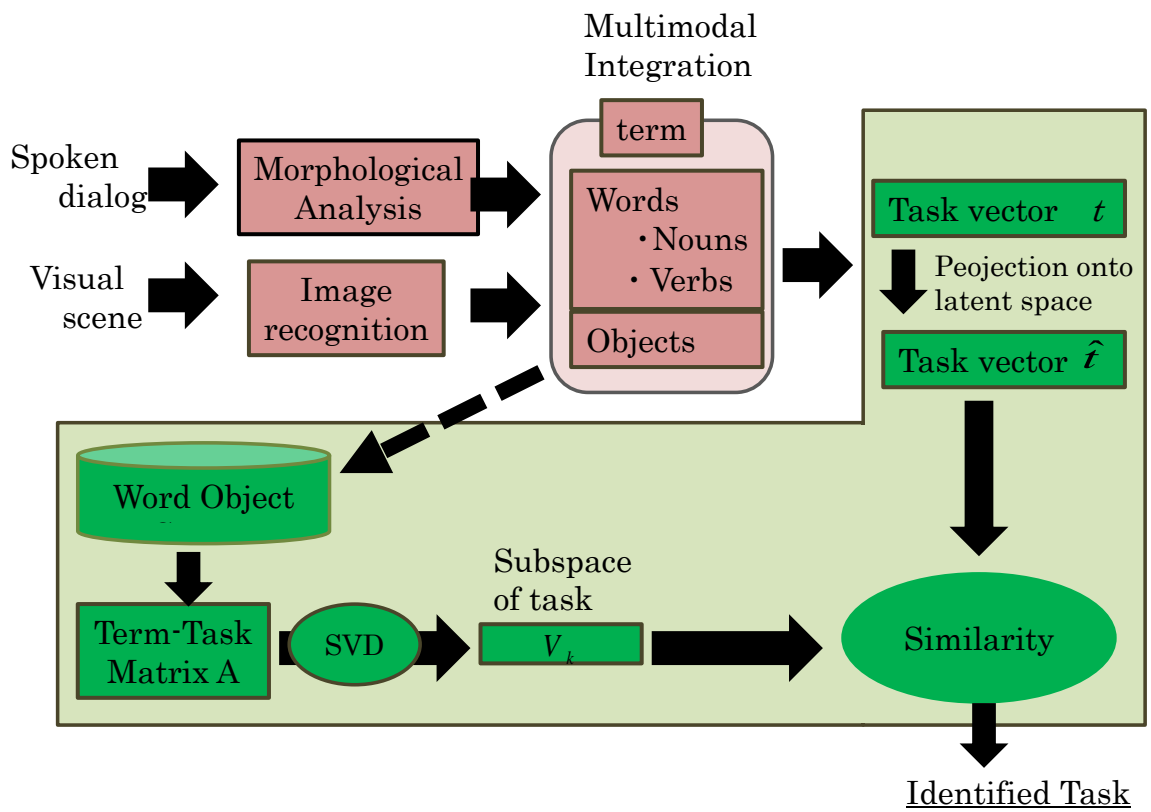 Multimodal
Integration
term
Spoken
dialog
Morphological
Analysis
Words
・Nouns
・Verbs
Objects
Visual
scene
Image
recognition
Task vector t
Peojection onto
latent space
Task vector t̂
Word Object
Term-Task
Matrix A
SVD
Subspace
of task
V_k
Similarity
Identified Task